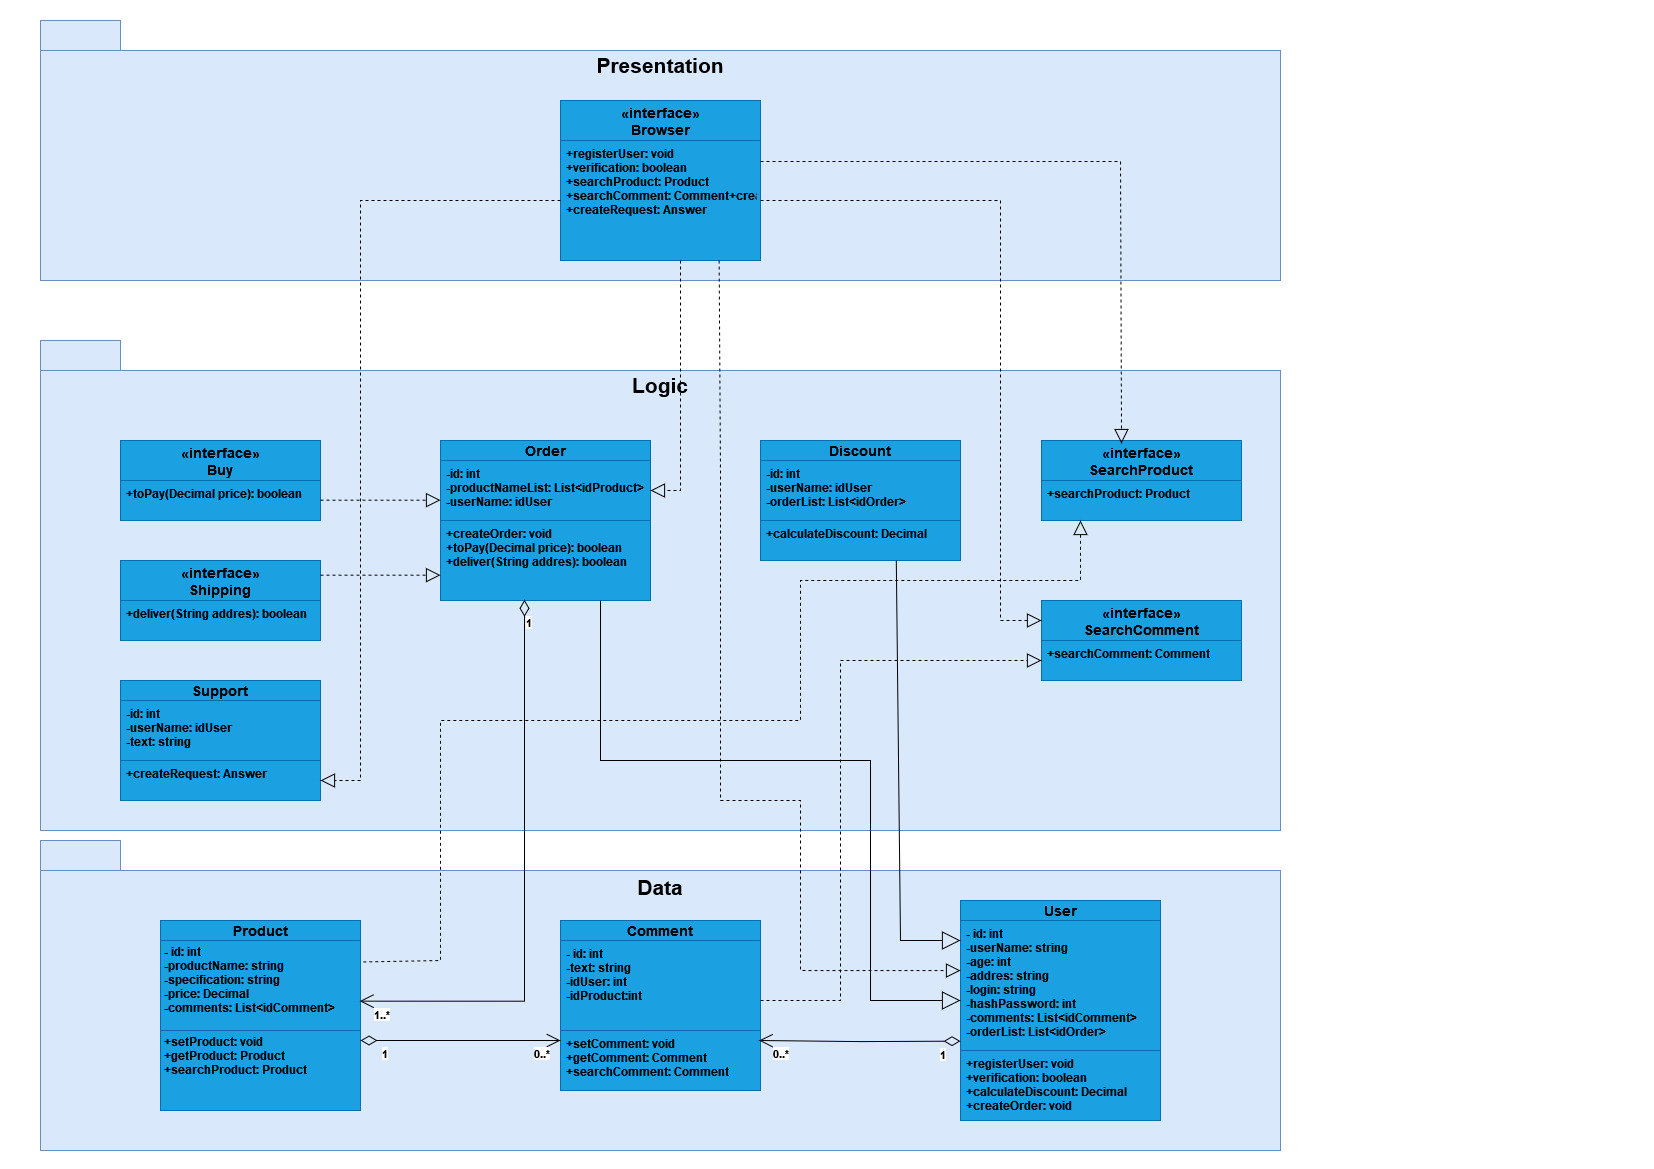 Presentation
«interface»
Browser
+registerUser: void
+verification: boolean
+searchProduct: Product
+searchComment: Comment+crea
+createRequest: Answer
Logic
«interface»
Buy
+toPay(Decimal price): boolean
Order
-id: int
-productNameList: List<idProduct>
-userName: idUser
+createOrder: void
+toPay(Decimal price): boolean
+deliver(String addres): boolean
1
Discount
-id: int
-userName: idUser
-orderList: List<idOrder>
+calculateDiscount: Decimal
«interface»
SearchProduct
+searchProduct: Product
«interface»
Shipping
+deliver(String addres): boolean
«interface»
SearchComment
+searchComment: Comment
Support
-id: int
-userName: idUser
-text: string
+createRequest: Answer
Data
Product
- id: int
-productName: string
-specification: string
-price: Decimal
-comments: List<idComment>
+setProduct: void
+getProduct: Product
+searchProduct: Product
1..*
1
0..*
Comment
- id: int
-text: string
-idUser: int
-idProduct:int
+setComment: void
+getComment: Comment
+searchComment: Comment
0..*
1
User
- id: int
-userName: string
-age: int
-addres: string
-login: string
-hashPassword: int
-comments: List<idComment>
-orderList: List<idOrder>
+registerUser: void
+verification: boolean
+calculateDiscount: Decimal
+createOrder: void